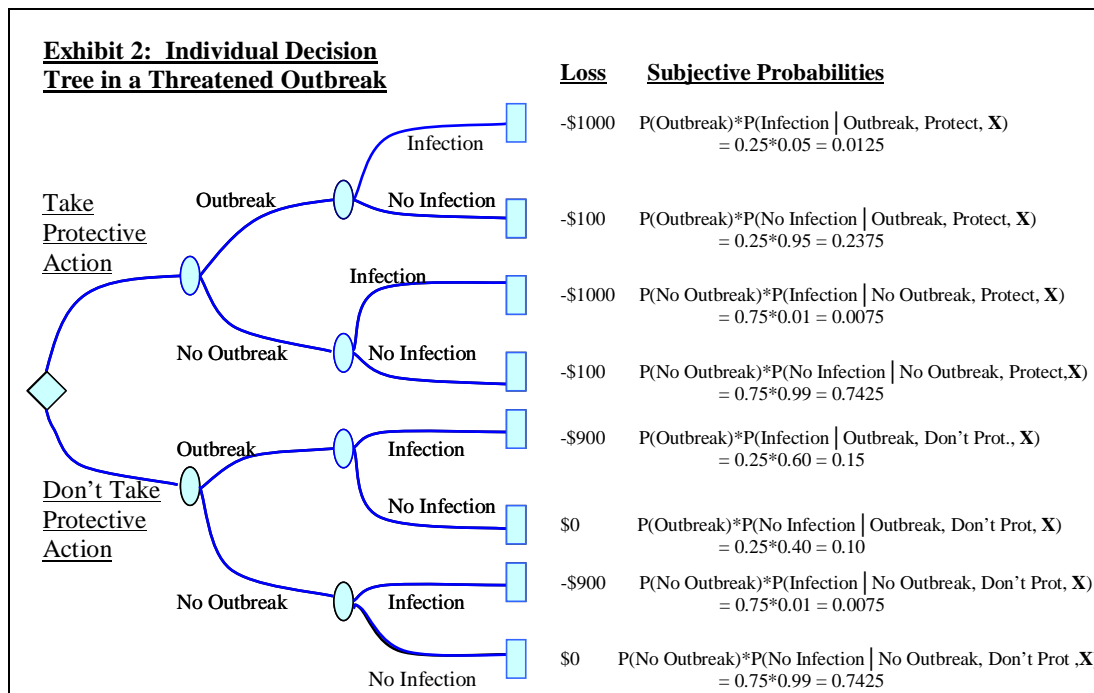 Exhibit 2: Individual Decision
Tree in a Threatened Outbreak
Loss
Subjective Probabilities
Take
Protective
Action
Don't Take
Protective
Action
Outbreak
No Outbreak
Outbreak
No Outbreak
Infection
No Infection
Infection
No Infection
Infection
No Infection
Infection
No Infection
-$1000 P(Outbreak)*P(Infection | Outbreak, Protect, X)
= 0.25*0.05 = 0.0125
-$100 P(Outbreak)*P(No Infection | Outbreak, Protect, X)
= 0.25*0.95 = 0.2375
-$1000 P(No Outbreak)*P(Infection | No Outbreak, Protect, X)
= 0.75*0.01 = 0.0075
-$100 P(No Outbreak)*P(No Infection | No Outbreak, Protect,X)
= 0.75*0.99 = 0.7425
-$900 P(Outbreak)*P(Infection | Outbreak, Don't Prot., X)
= 0.25*0.60 = 0.15
$0 P(Outbreak)*P(No Infection | Outbreak, Don't Prot, X)
= 0.25*0.40 = 0.10
-$900 P(No Outbreak)*P(Infection | No Outbreak, Don't Prot, X)
= 0.75*0.01 = 0.0075
$0 P(No Outbreak)*P(No Infection | No Outbreak, Don't Prot ,X)
= 0.75*0.99 = 0.7425